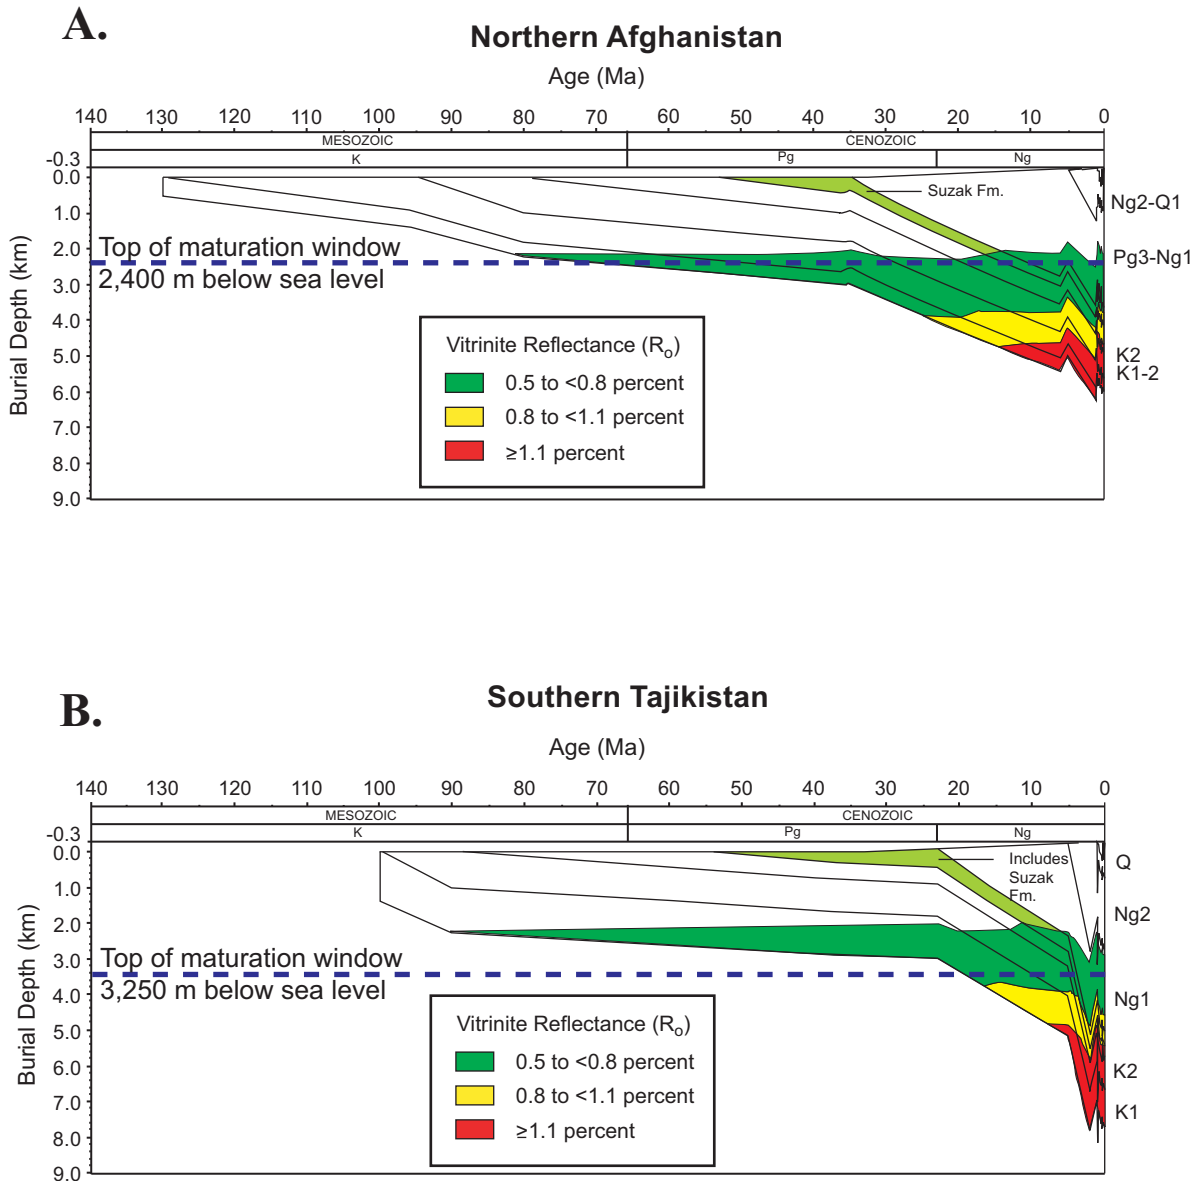 A.
Northern Afghanistan
Age (Ma)
140 130 120 110 100 90 80 70 60 50 40 30 20 10 0
MESOZOIC CENOZOIC
K Pg Ng
-0.3
0.0
1.0
2.0
3.0
4.0
5.0
6.0
7.0
8.0
9.0
Burial Depth (km)
Suzak Fm.
Top of maturation window
2,400 m below sea level
Vitrinite Reflectance (Ro)
0.5 to <0.8 percent
0.8 to <1.1 percent
≥1.1 percent
Ng2-Q1
Pg3-Ng1
K2
K1-2
B.
Southern Tajikistan
Age (Ma)
140 130 120 110 100 90 80 70 60 50 40 30 20 10 0
MESOZOIC CENOZOIC
K Pg Ng
-0.3
0.0
1.0
2.0
3.0
4.0
5.0
6.0
7.0
8.0
9.0
Burial Depth (km)
Includes
Suzak
Fm.
Top of maturation window
3,250 m below sea level
Vitrinite Reflectance (Ro)
0.5 to <0.8 percent
0.8 to <1.1 percent
≥1.1 percent
Q
Ng2
Ng1
K2
K1